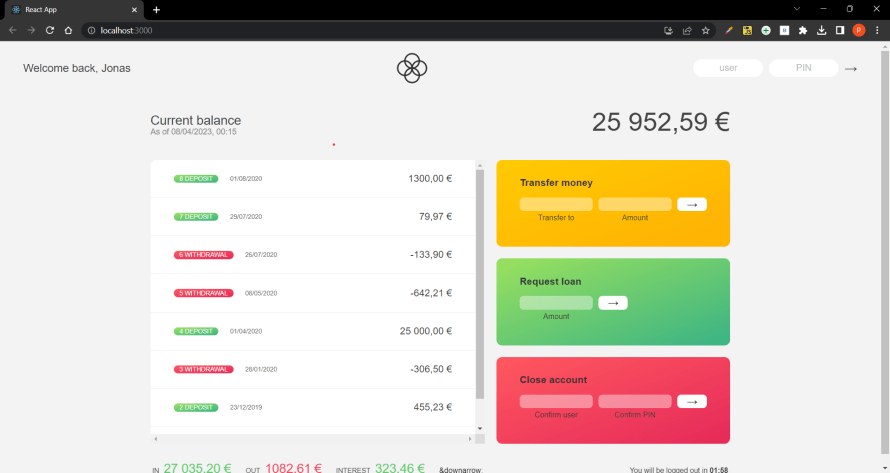 React App
localhost:3000
P
Welcome back, Jonas
user
PIN
→
Current balance
As of 08/04/2023, 00:15
25 952,59 €
8 DEPOSIT 01/08/2020 1300,00 €
7 DEPOSIT 29/07/2020 79,97 €
6 WITHDRAWAL 26/07/2020 -133,90 €
5 WITHDRAWAL 08/05/2020 -642,21 €
4 DEPOSIT 01/04/2020 25 000,00 €
3 WITHDRAWAL 28/01/2020 -306,50 €
2 DEPOSIT 23/12/2019 455,23 €
Transfer money
→
Transfer to Amount
Request loan
→
Amount
Close account
→
Confirm user Confirm PIN
IN 27 035,20 € OUT 1082,61 € INTEREST 323,46 € &downarrow;
You will be logged out in 01:58